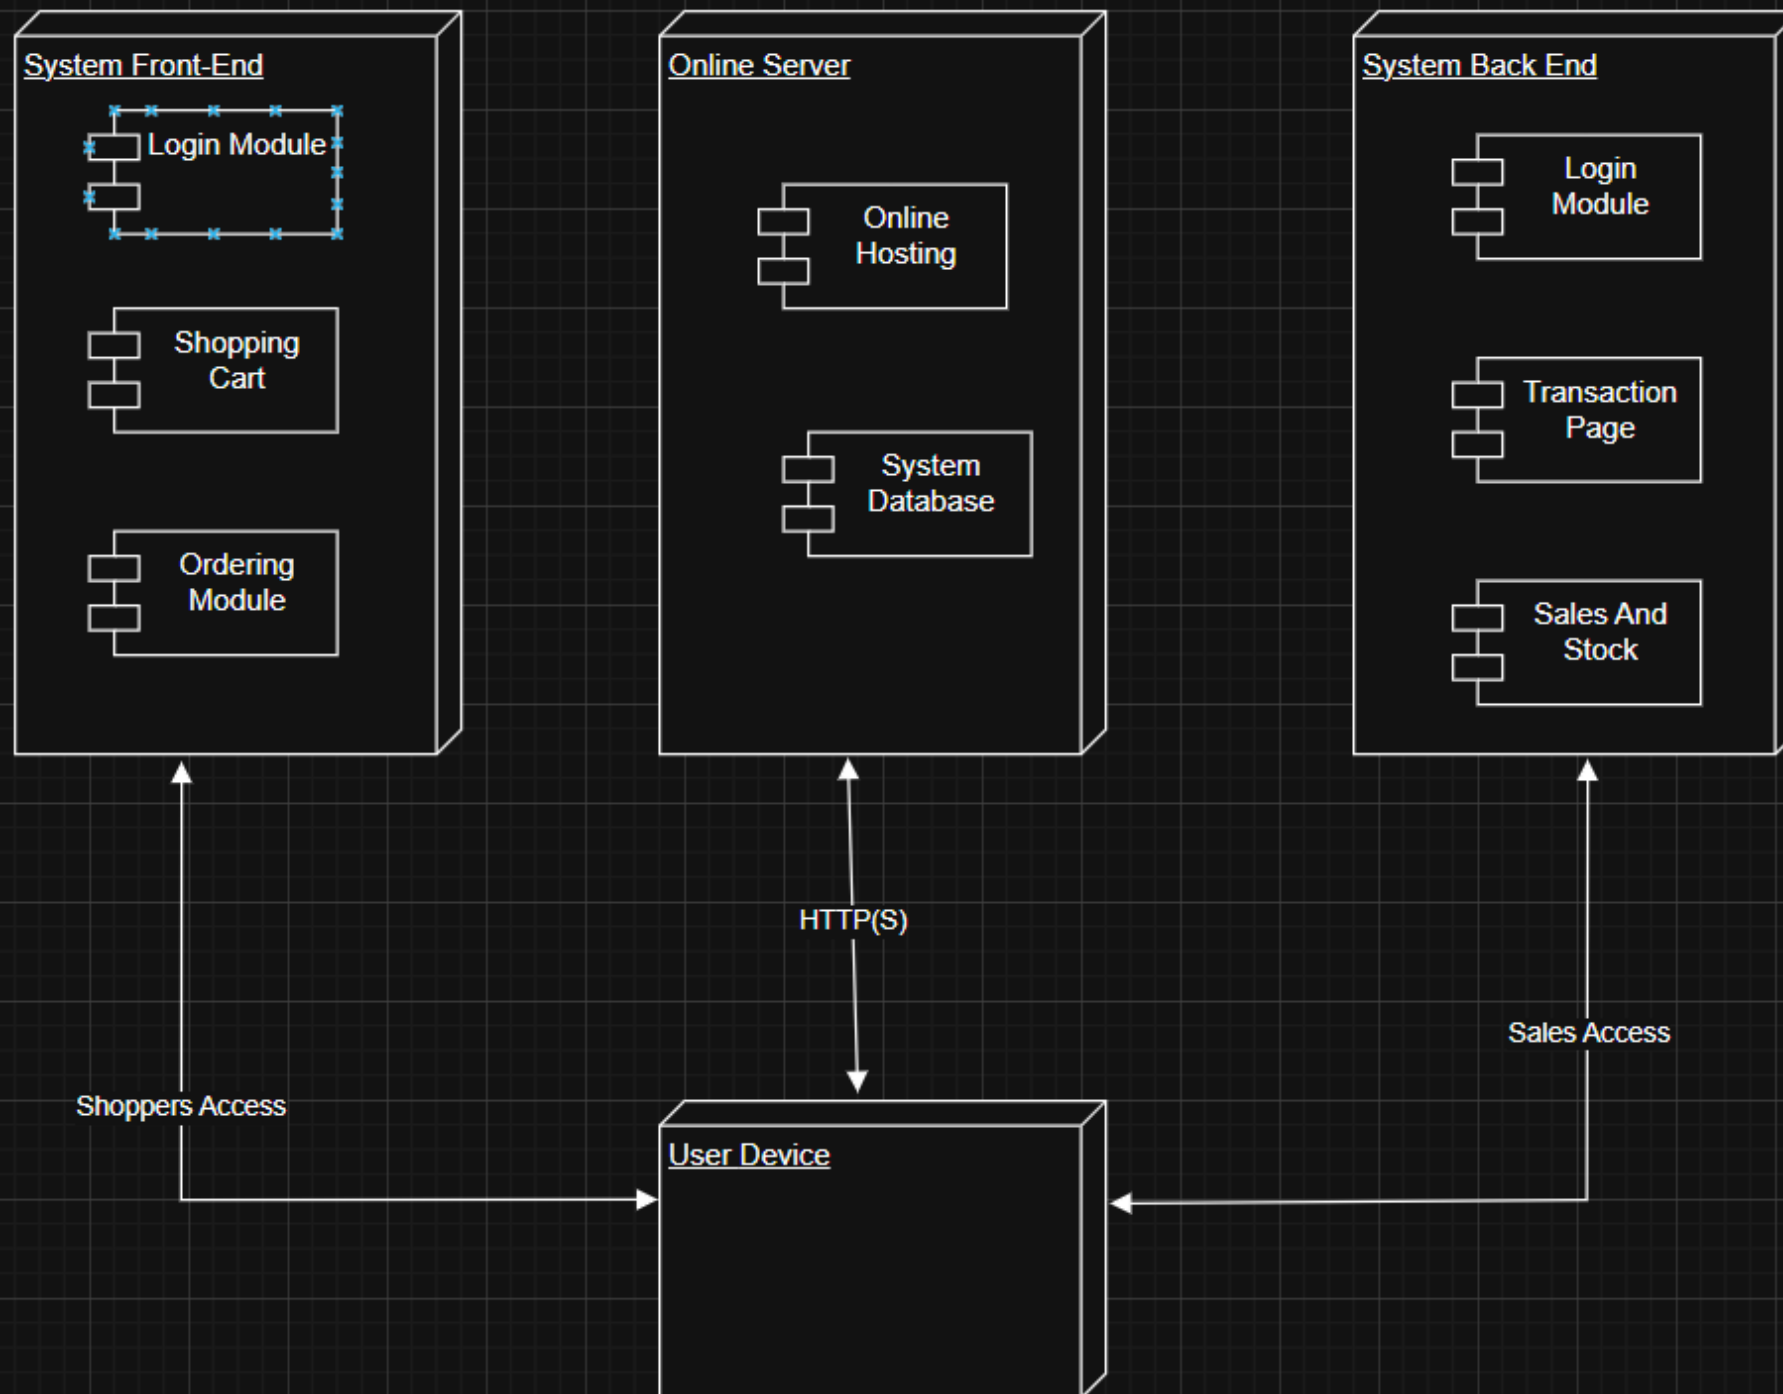 System Front-End
Login Module
Shopping
Cart
Ordering
Module
Online Server
Online
Hosting
System
Database
System Back End
Login
Module
Transaction
Page
Sales And
Stock
HTTP(S)
Shoppers Access
Sales Access
User Device